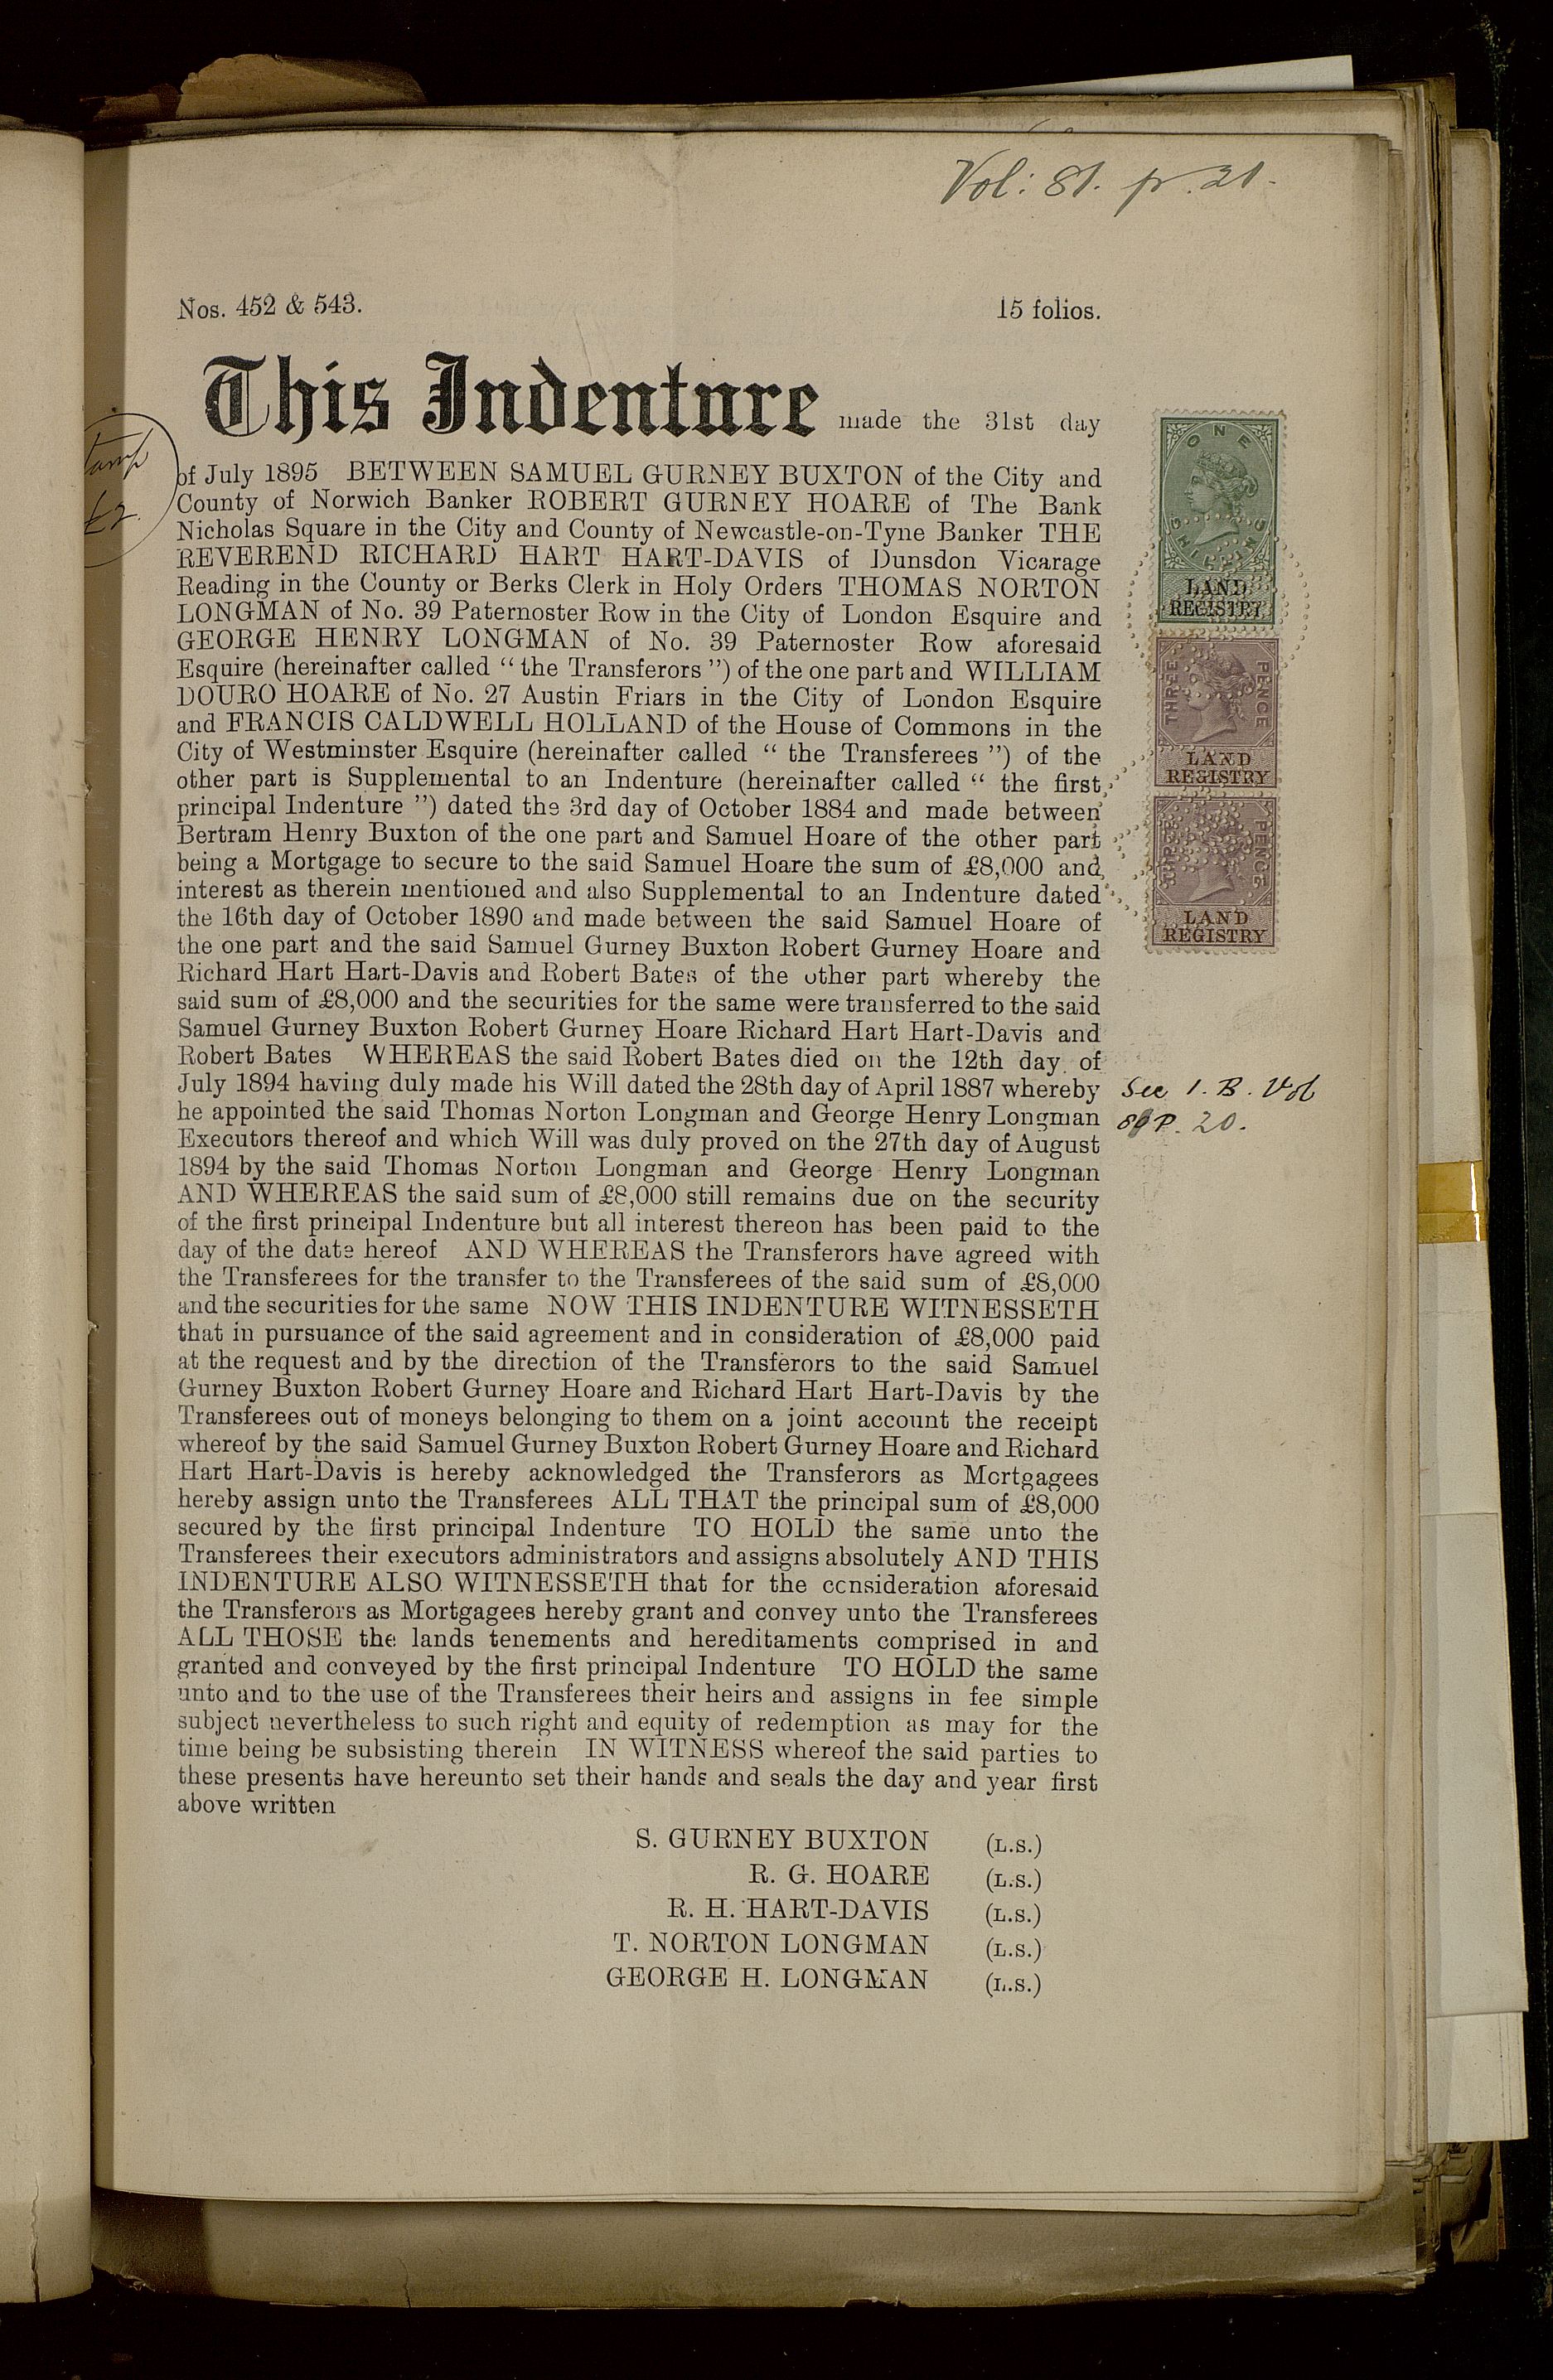 Vol: 81. p. 21.
Nos. 452 & 543. 15 folios.
This Indenture made the 31st day
of July 1895 BETWEEN SAMUEL GURNEY BUXTON of the City and
County of Norwich Banker ROBERT GURNEY HOARE of The Bank
Nicholas Square in the City and County of Newcastle-on-Tyne Banker THE
REVEREND RICHARD HART HART-DAVIS of Dunsdon Vicarage
Reading in the County or Berks Clerk in Holy Orders THOMAS NORTON
LONGMAN of No. 39 Paternoster Row in the City of London Esquire and
GEORGE HENRY LONGMAN of No. 39 Paternoster Row aforesaid
Esquire (hereinafter called “the Transferors”) of the one part and WILLIAM
DOURO HOARE of No. 27 Austin Friars in the City of London Esquire
and FRANCIS CALDWELL HOLLAND of the House of Commons in the
City of Westminster Esquire (hereinafter called “ the Transferees ”) of the
other part is Supplemental to an Indenture (hereinafter called “ the first
principal Indenture ”) dated the 3rd day of October 1884 and made between
Bertram Henry Buxton of the one part and Samuel Hoare of the other part
being a Mortgage to secure to the said Samuel Hoare the sum of £8,000 and
interest as therein mentioned and also Supplemental to an Indenture dated
the 16th day of October 1890 and made between the said Samuel Hoare of
the one part and the said Samuel Gurney Buxton Robert Gurney Hoare and
Richard Hart Hart-Davis and Robert Bates of the other part whereby the
said sum of £8,000 and the securities for the same were transferred to the said
Samuel Gurney Buxton Robert Gurney Hoare Richard Hart Hart-Davis and
Robert Bates WHEREAS the said Robert Bates died on the 12th day of
July 1894 having duly made his Will dated the 28th day of April 1887 whereby
he appointed the said Thomas Norton Longman and George Henry Longman
Executors thereof and which Will was duly proved on the 27th day of August
1894 by the said Thomas Norton Longman and George Henry Longman
AND WHEREAS the said sum of £8,000 still remains due on the security
of the first principal Indenture but all interest thereon has been paid to the
day of the date hereof AND WHEREAS the Transferors have agreed with
the Transferees for the transfer to the Transferees of the said sum of £8,000
and the securities for the same NOW THIS INDENTURE WITNESSETH
that in pursuance of the said agreement and in consideration of £8,000 paid
at the request and by the direction of the Transferors to the said Samuel
Gurney Buxton Robert Gurney Hoare and Richard Hart Hart-Davis by the
Transferees out of moneys belonging to them on a joint account the receipt
whereof by the said Samuel Gurney Buxton Robert Gurney Hoare and Richard
Hart Hart-Davis is hereby acknowledged the Transferors as Mortgagees
hereby assign unto the Transferees ALL THAT the principal sum of £8,000
secured by the first principal Indenture TO HOLD the same unto the
Transferees their executors administrators and assigns absolutely AND THIS
INDENTURE ALSO WITNESSETH that for the consideration aforesaid
the Transferors as Mortgagees hereby grant and convey unto the Transferees
ALL THOSE the lands tenements and hereditaments comprised in and
granted and conveyed by the first principal Indenture TO HOLD the same
unto and to the use of the Transferees their heirs and assigns in fee simple
subject nevertheless to such right and equity of redemption as may for the
time being be subsisting therein IN WITNESS whereof the said parties to
these presents have hereunto set their hands and seals the day and year first
above written
S. GURNEY BUXTON (L.S.)
R. G. HOARE (L.S.)
R. H. HART-DAVIS (L.S.)
T. NORTON LONGMAN (L.S.)
GEORGE H. LONGMAN (L.S.)
£2.
ONE
SHILLING
LAND
REGISTRY
THREE PENCE
LAND
REGISTRY
THREE PENCE
LAND
REGISTRY
See 1. B. Vol
P. 20.